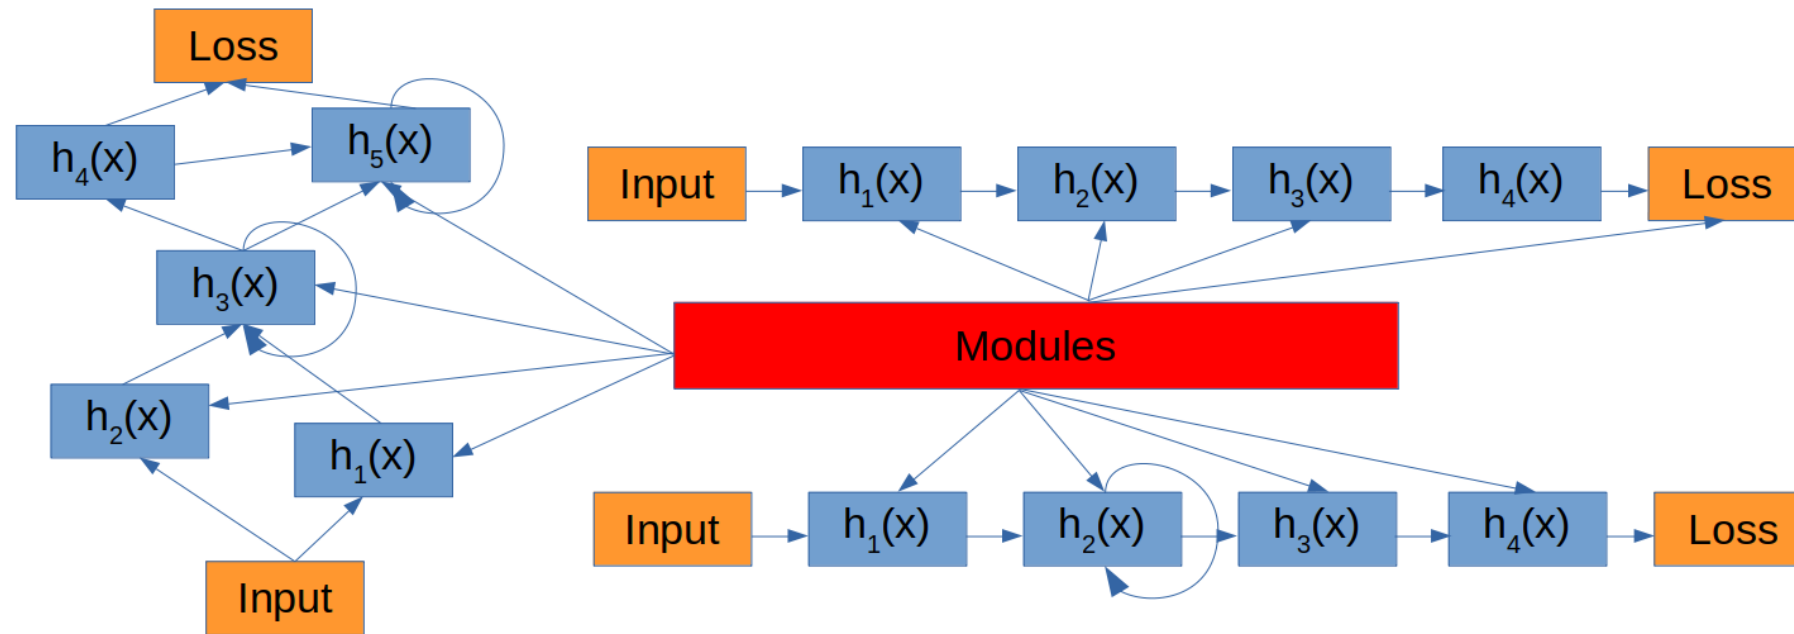 Loss
h4(x)
h5(x)
h3(x)
h2(x)
h1(x)
Input
Input
h1(x)
h2(x)
h3(x)
h4(x)
Loss
Modules
Input
h1(x)
h2(x)
h3(x)
h4(x)
Loss